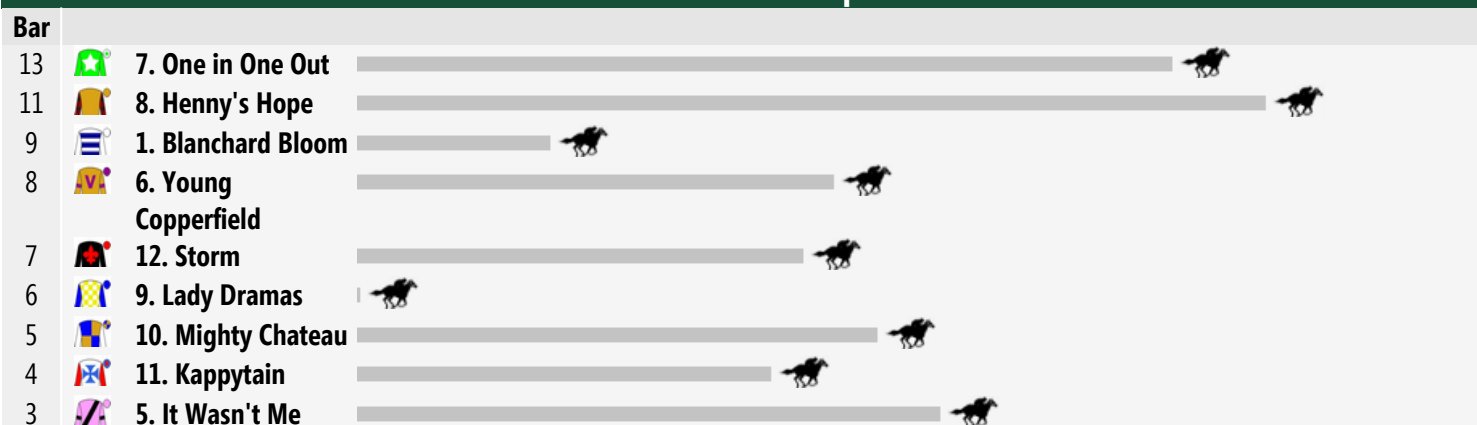 Bar
13 7. One in One Out
11 8. Henny's Hope
9 1. Blanchard Bloom
8 V 6. Young
Copperfield
7 12. Storm
6 9. Lady Dramas
5 10. Mighty Chateau
4 11. Kappytain
3 5. It Wasn't Me